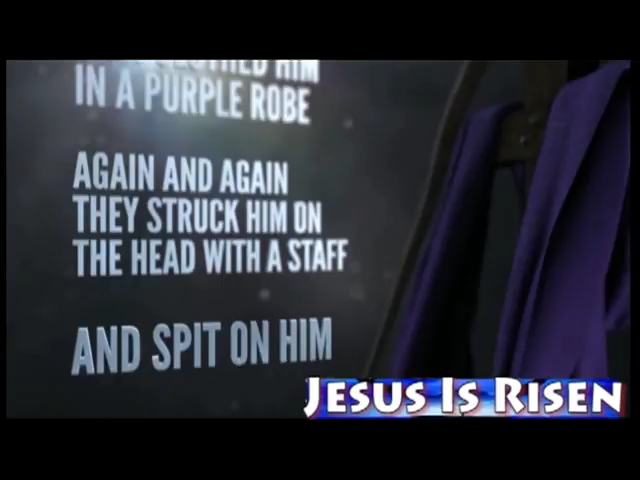 HIM
IN A PURPLE ROBE
AGAIN AND AGAIN
THEY STRUCK HIM ON
THE HEAD WITH A STAFF
AND SPIT ON HIM
JESUS IS RISEN